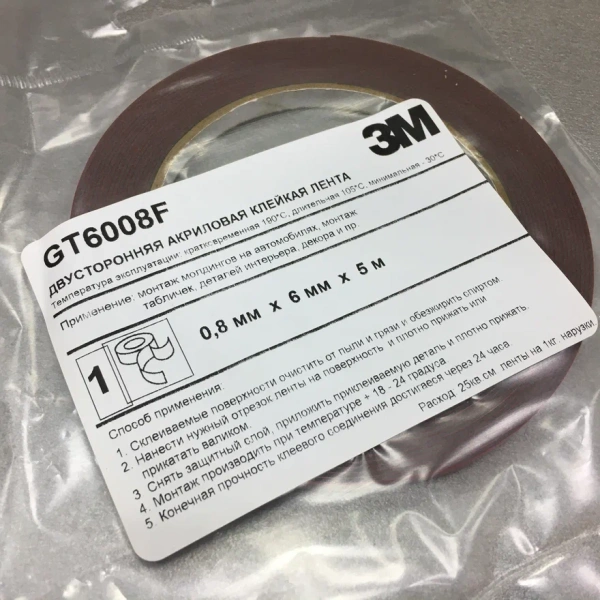 3M
GT6008F
ДВУСТОРОННЯЯ АКРИЛОВАЯ КЛЕЙКАЯ ЛЕНТА
Температура эксплуатации: кратковременная 190°С, длительная 105°С, минимальная - 30°С
Применение: монтаж молдингов на автомобилях, монтаж
табличек, деталей интерьера, декора и пр.
1
0,8 мм х 6 мм х 5 м
Способ применения:
1. Склеиваемые поверхности очистить от пыли и грязи и обезжирить спиртом
2. Нанести нужный отрезок ленты на поверхность и плотно прижать или
прикатать валиком.
3 Снять защитный слой, приложить приклеиваемую деталь и плотно прижать.
4. Монтаж производить при температуре + 18 - 24 градуса
5. Конечная прочность клеевого соединения достигается через 24 часа
Расход 25кв см. ленты на 1кг. нагрузки